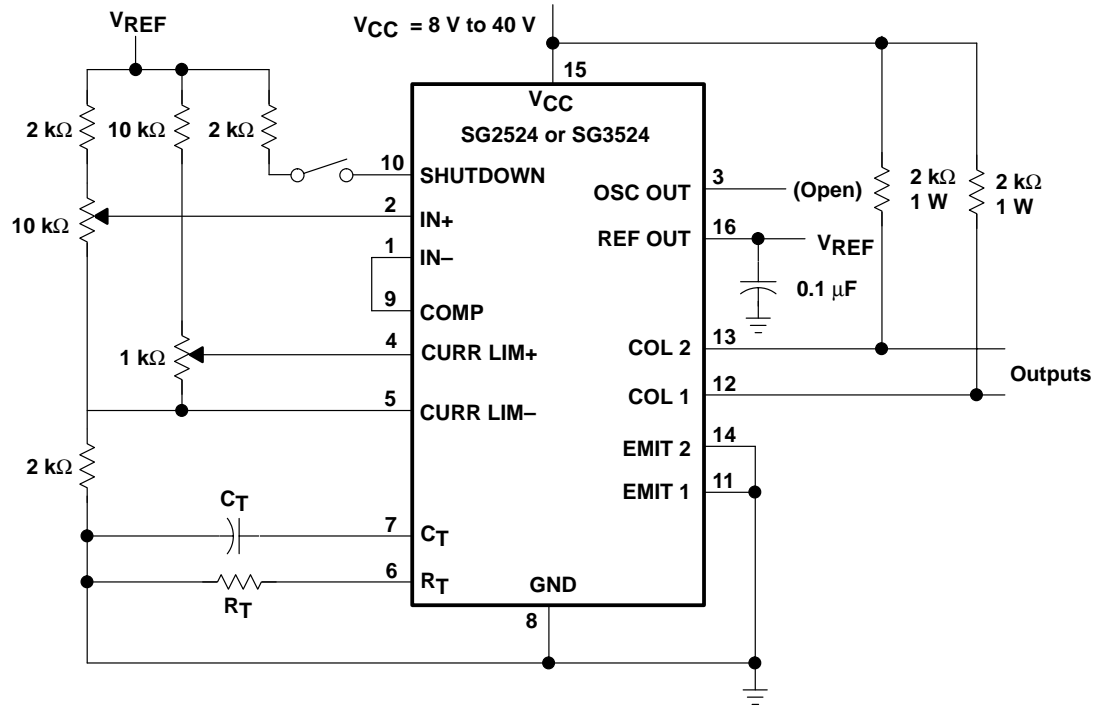 VREF
VCC = 8 V to 40 V
15
VCC
SG2524 or SG3524
2 kΩ
10 kΩ
2 kΩ
10
SHUTDOWN
3
OSC OUT
(Open)
2 kΩ
1 W
2 kΩ
1 W
10 kΩ
2
IN+
16
REF OUT
VREF
1
IN–
0.1 μF
9
COMP
4
CURR LIM+
1 kΩ
13
COL 2
Outputs
12
COL 1
5
CURR LIM–
14
EMIT 2
2 kΩ
11
EMIT 1
CT
7
CT
6
RT
RT
GND
8